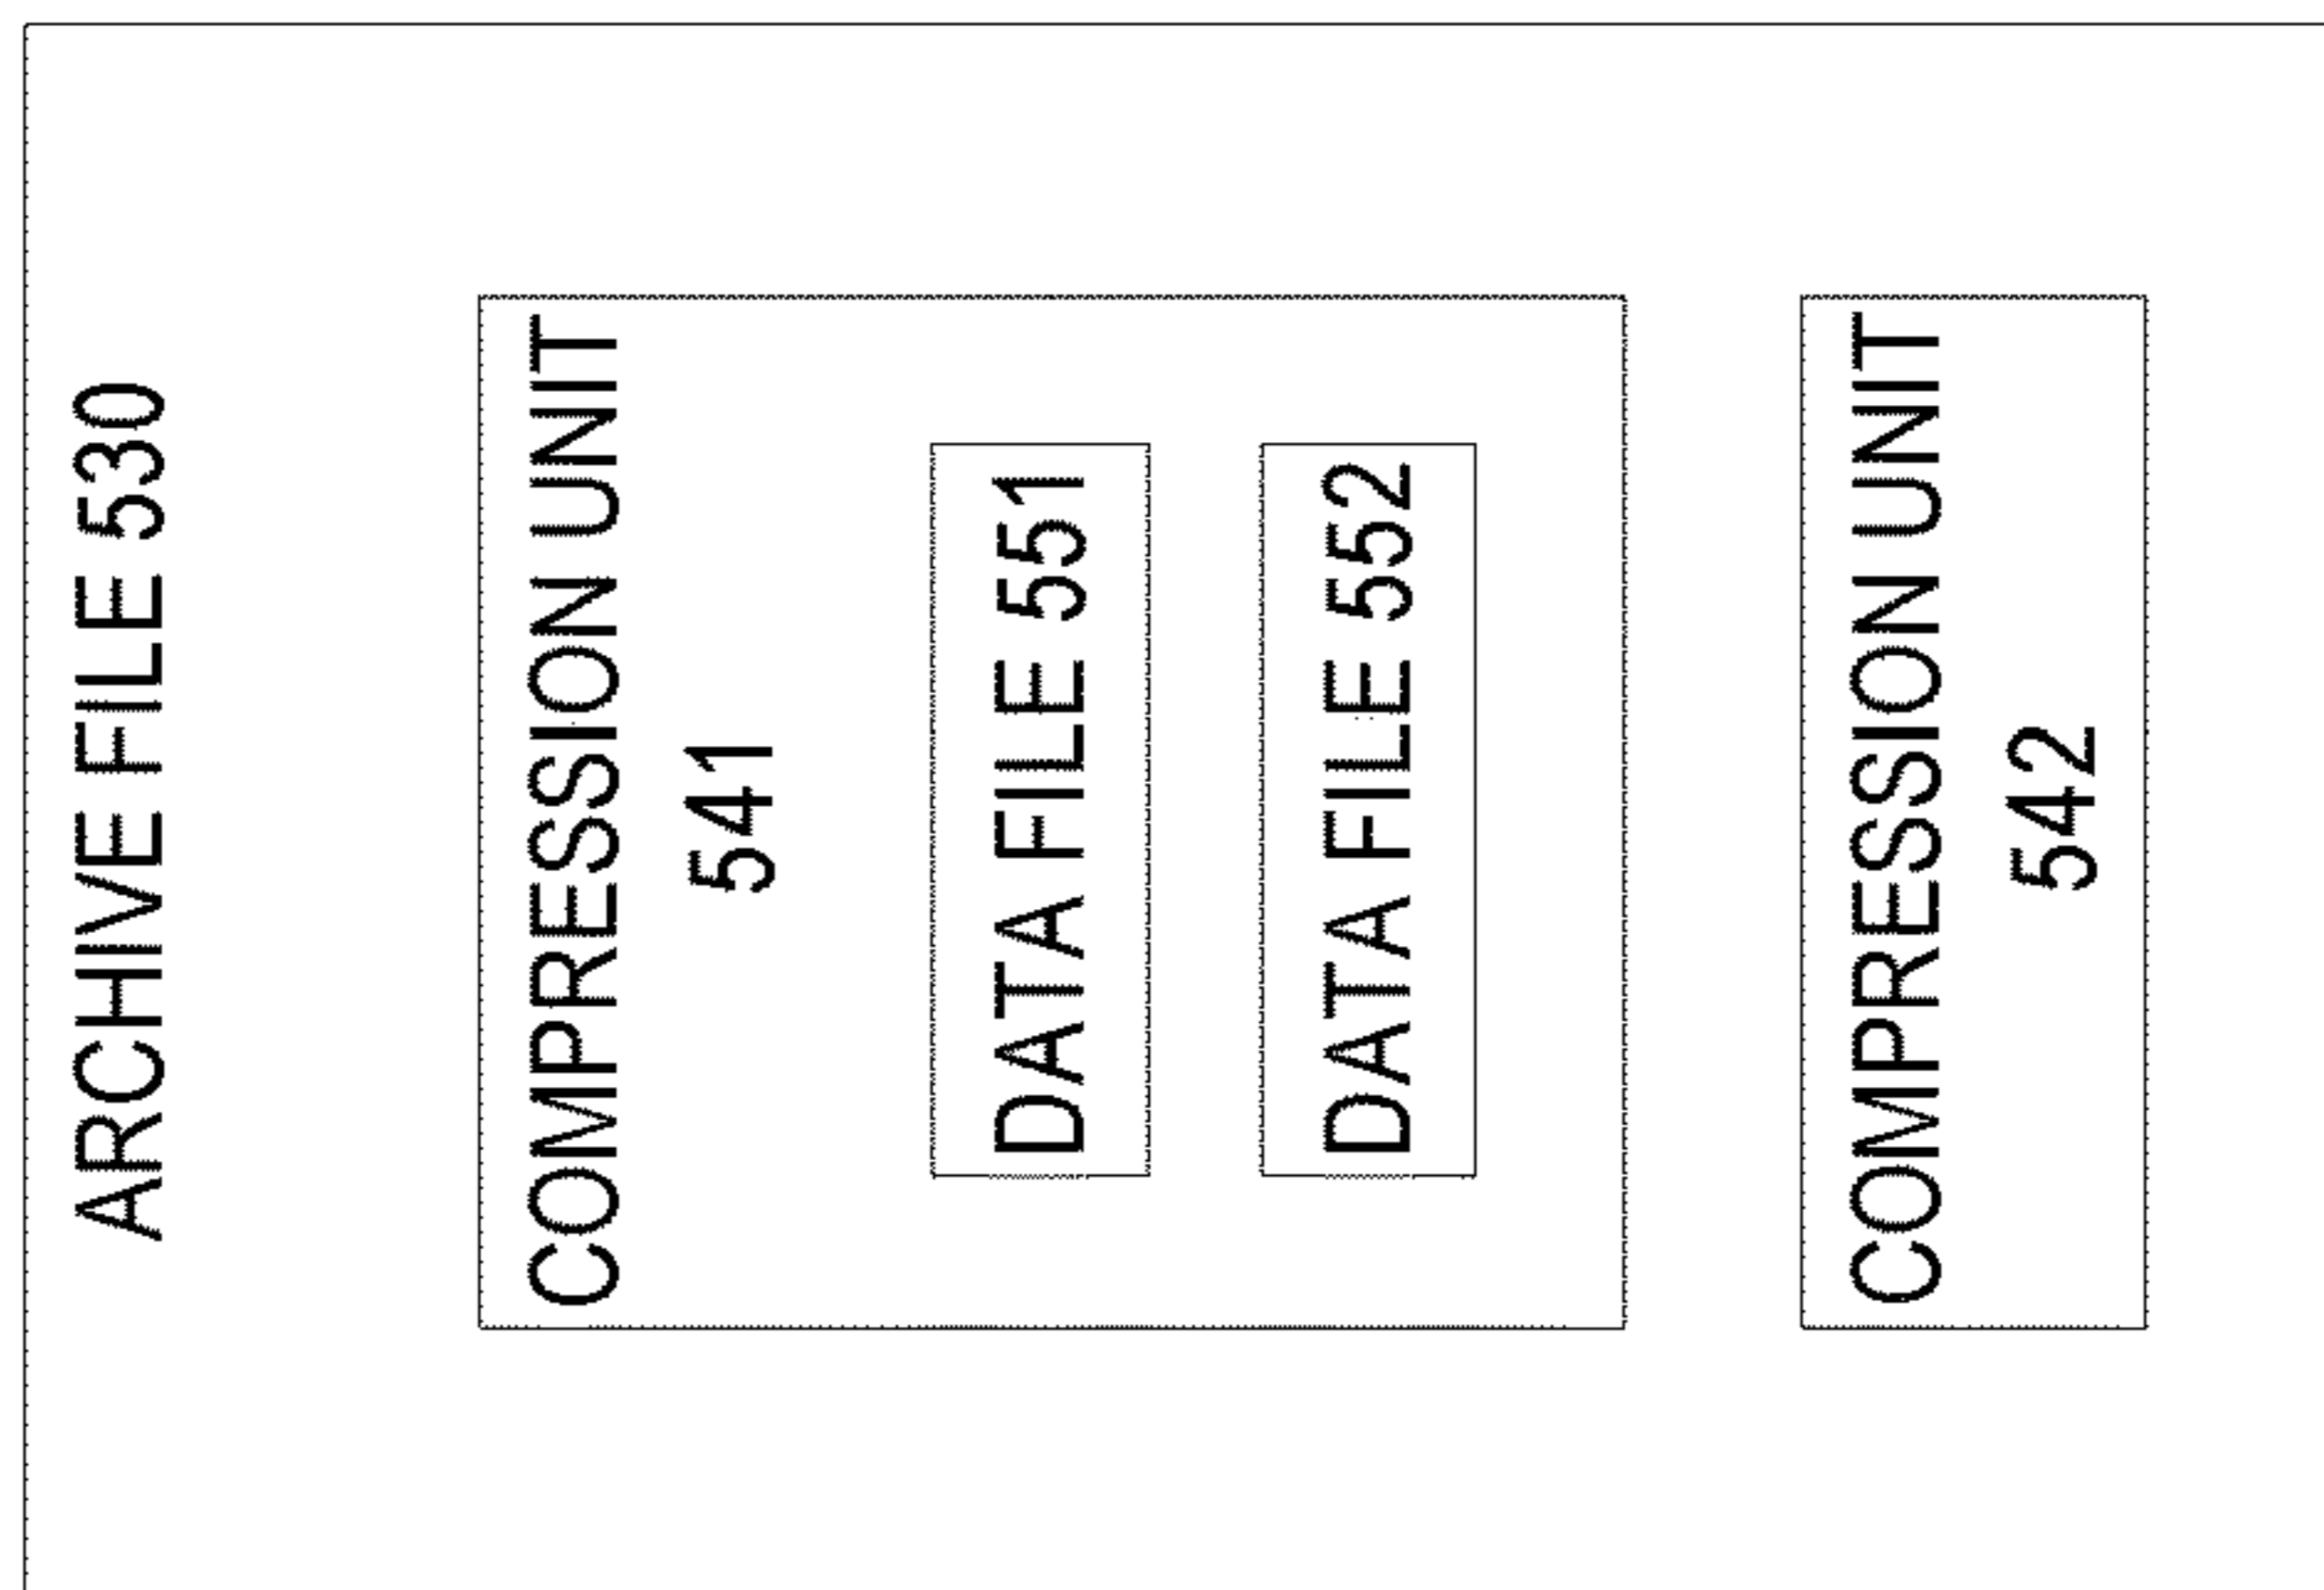 ARCHIVE FILE 530
COMPRESSION UNIT
541
DATA FILE 551
DATA FILE 552
COMPRESSION UNIT
542